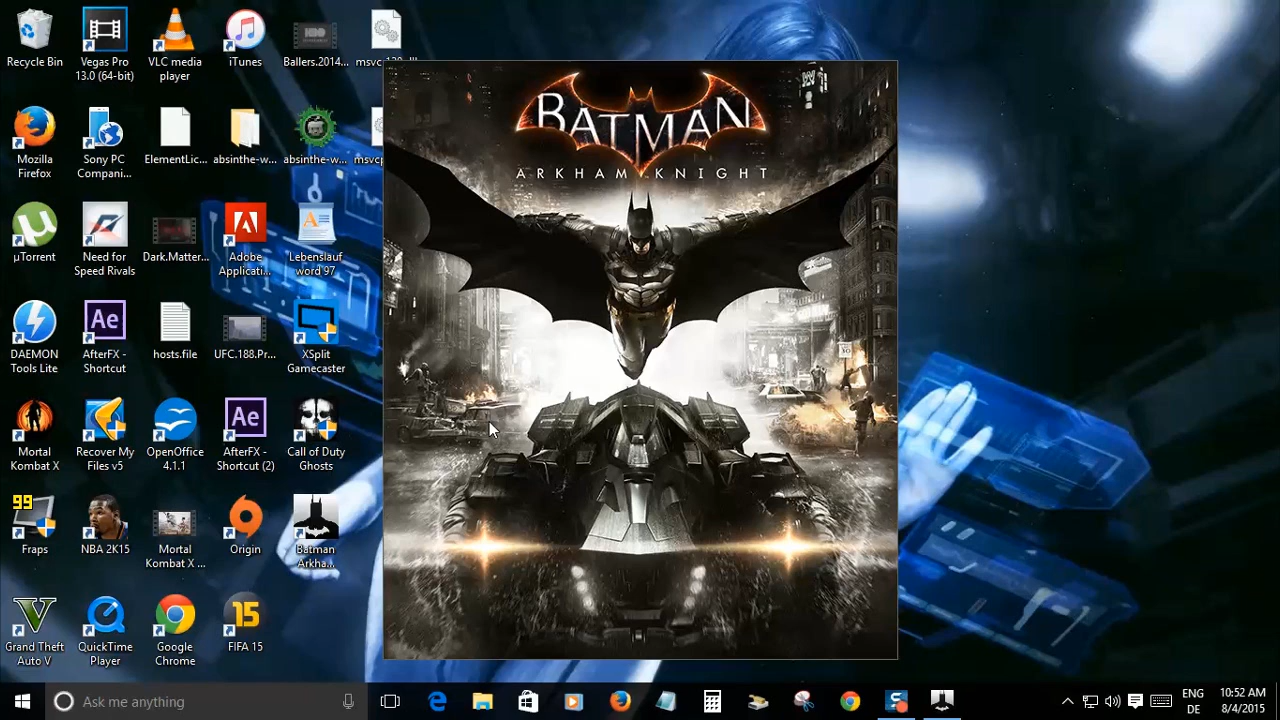 Recycle Bin
Vegas Pro
13.0 (64-bit)
VLC media
player
iTunes
Ballers.2014...
Mozilla
Firefox
Sony PC
Compani...
ElementLic...
absinthe-w...
absinthe-w...
µTorrent
Need for
Speed Rivals
Dark.Matter...
Adobe
Applicati...
Lebenslauf
word 97
DAEMON
Tools Lite
AfterFX -
Shortcut
hosts.file
UFC.188.Pr...
XSplit
Gamecaster
Mortal
Kombat X
Recover My
Files v5
OpenOffice
4.1.1
AfterFX -
Shortcut (2)
Call of Duty
Ghosts
99
Fraps
NBA 2K15
Mortal
Kombat X ...
Origin
Batman
Arkha...
Grand Theft
Auto V
QuickTime
Player
Google
Chrome
15
FIFA 15
BATMAN
ARKHAM KNIGHT
Ask me anything
ENG
DE
10:52 AM
8/4/2015